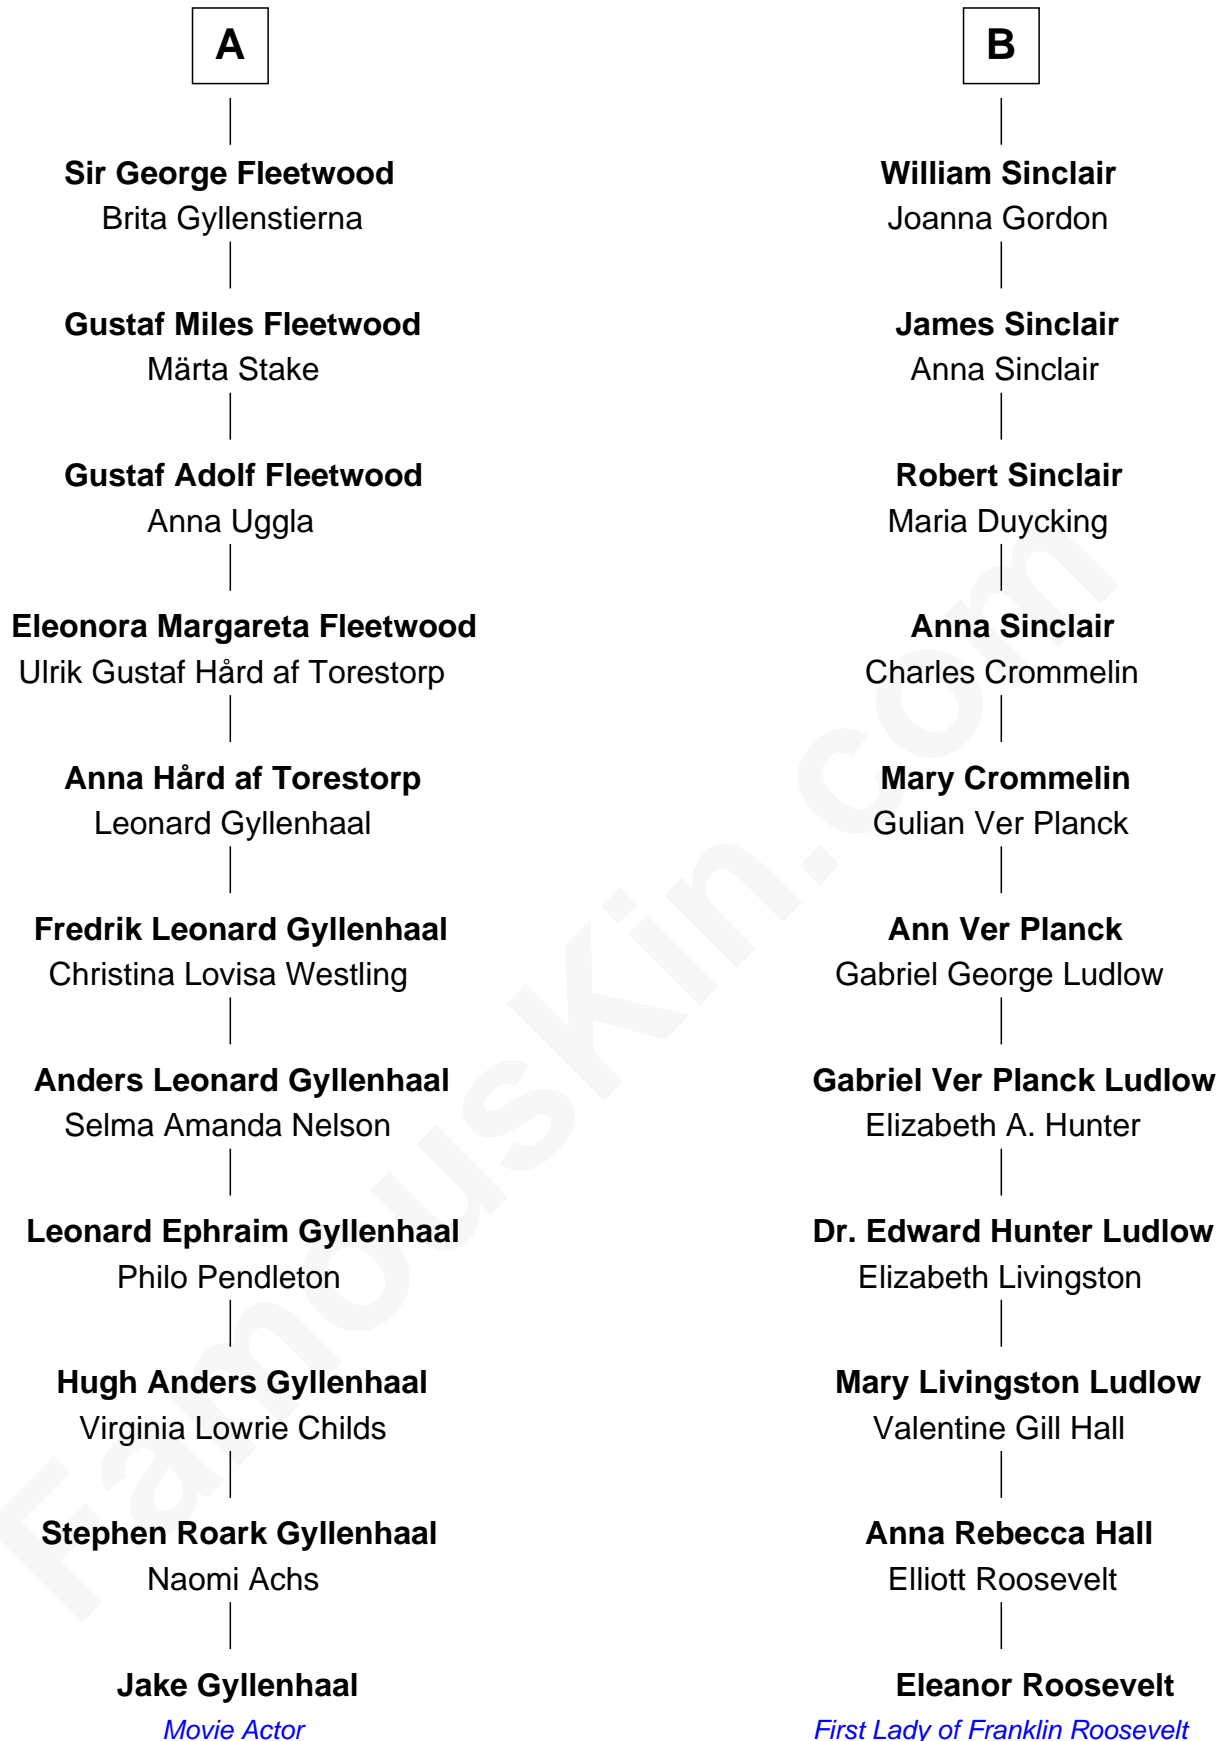 A
Sir George Fleetwood
Brita Gyllenstierna
Gustaf Miles Fleetwood
Märta Stake
Gustaf Adolf Fleetwood
Anna Uggla
Eleonora Margareta Fleetwood
Ulrik Gustaf Hård af Torestorp
Anna Hård af Torestorp
Leonard Gyllenhaal
Fredrik Leonard Gyllenhaal
Christina Lovisa Westling
Anders Leonard Gyllenhaal
Selma Amanda Nelson
Leonard Ephraim Gyllenhaal
Philo Pendleton
Hugh Anders Gyllenhaal
Virginia Lowrie Childs
Stephen Roark Gyllenhaal
Naomi Achs
Jake Gyllenhaal
Movie Actor
B
William Sinclair
Joanna Gordon
James Sinclair
Anna Sinclair
Robert Sinclair
Maria Duycking
Anna Sinclair
Charles Crommelin
Mary Crommelin
Gulian Ver Planck
Ann Ver Planck
Gabriel George Ludlow
Gabriel Ver Planck Ludlow
Elizabeth A. Hunter
Dr. Edward Hunter Ludlow
Elizabeth Livingston
Mary Livingston Ludlow
Valentine Gill Hall
Anna Rebecca Hall
Elliott Roosevelt
Eleanor Roosevelt
First Lady of Franklin Roosevelt
FamousKin.com